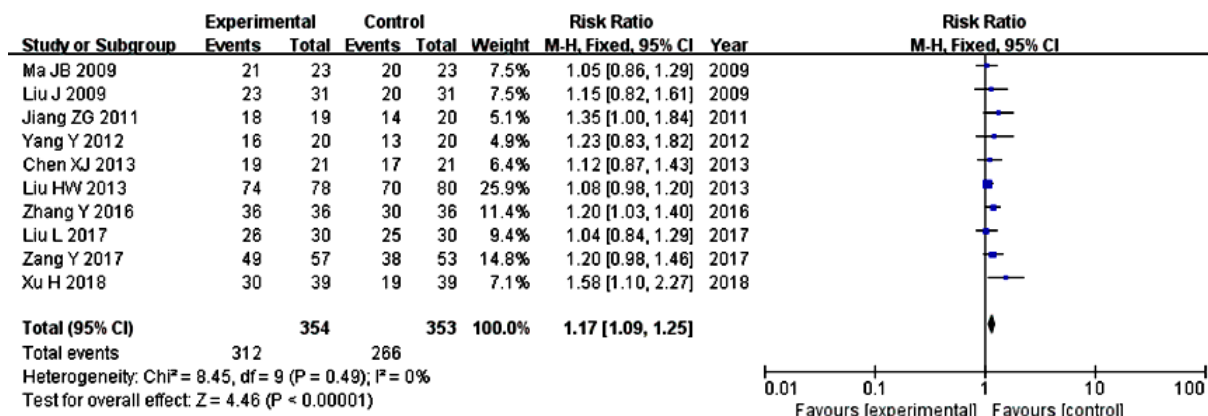 Experimental Control Risk Ratio Risk Ratio
Study or Subgroup Events Total Events Total Weight M-H, Fixed, 95% CI Year M-H, Fixed, 95% CI
Ma JB 2009 21 23 20 23 7.5% 1.05 [0.86, 1.29] 2009
Liu J 2009 23 31 20 31 7.5% 1.15 [0.82, 1.61] 2009
Jiang ZG 2011 18 19 14 20 5.1% 1.35 [1.00, 1.84] 2011
Yang Y 2012 16 20 13 20 4.9% 1.23 [0.83, 1.82] 2012
Chen XJ 2013 19 21 17 21 6.4% 1.12 [0.87, 1.43] 2013
Liu HW 2013 74 78 70 80 25.9% 1.08 [0.98, 1.20] 2013
Zhang Y 2016 36 36 30 36 11.4% 1.20 [1.03, 1.40] 2016
Liu L 2017 26 30 25 30 9.4% 1.04 [0.84, 1.29] 2017
Zang Y 2017 49 57 38 53 14.8% 1.20 [0.98, 1.46] 2017
Xu H 2018 30 39 19 39 7.1% 1.58 [1.10, 2.27] 2018
Total (95% CI) 354 353 100.0% 1.17 [1.09, 1.25]
Total events 312 266
Heterogeneity: Chi² = 8.45, df = 9 (P = 0.49); I² = 0%
Test for overall effect: Z = 4.46 (P < 0.00001)
0.01 0.1 1 10 100
Favours [experimental] Favours [control]